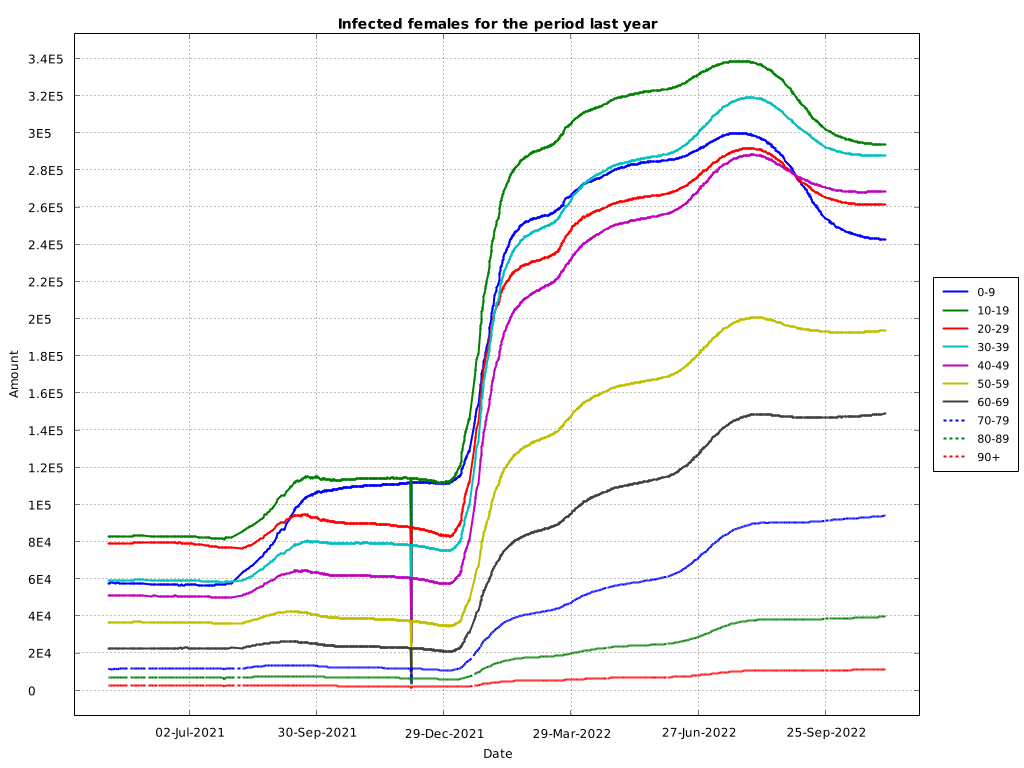 Infected females for the period last year
3.4E5
3.2E5
3E5
2.8E5
2.6E5
2.4E5
2.2E5
2E5
1.8E5
1.6E5
1.4E5
1.2E5
1E5
8E4
6E4
4E4
2E4
0
Amount
02-Jul-2021 30-Sep-2021 29-Dec-2021 29-Mar-2022 27-Jun-2022 25-Sep-2022
Date
0-9
10-19
20-29
30-39
40-49
50-59
60-69
70-79
80-89
90+